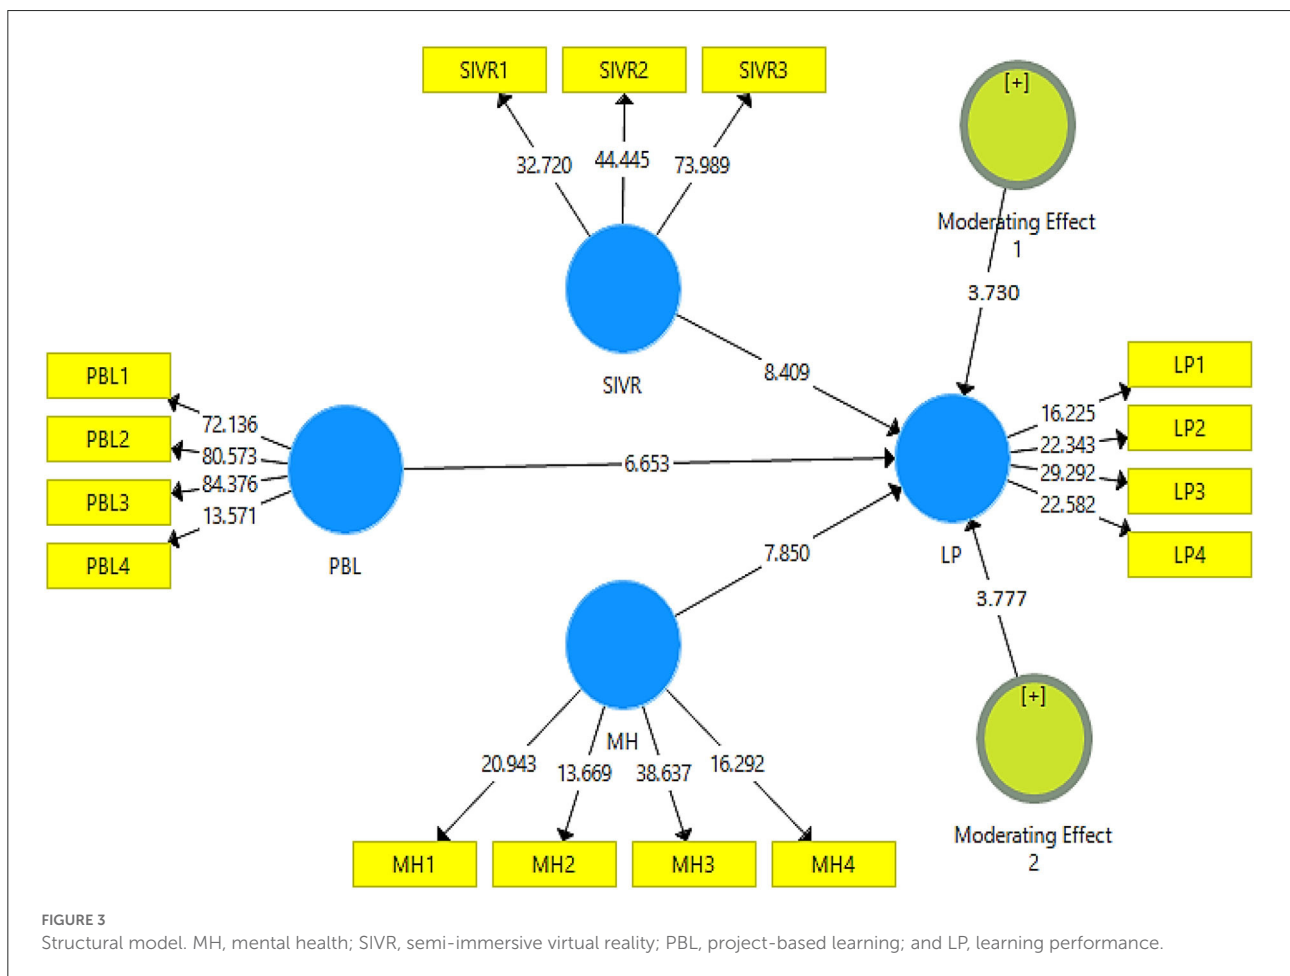 SIVR1 SIVR2 SIVR3
[+]
32.720 44.445 73.989
Moderating Effect
1
3.730
SIVR
8.409
PBL1
PBL2
PBL3
PBL4
72.136
80.573
84.376
13.571
PBL
6.653
LP1
LP2
LP3
LP4
16.225
22.343
29.292
22.582
LP
7.850
3.777
[+]
MH
20.943 13.669 38.637 16.292
Moderating Effect
2
MH1 MH2 MH3 MH4
FIGURE 3
Structural model. MH, mental health; SIVR, semi-immersive virtual reality; PBL, project-based learning; and LP, learning performance.